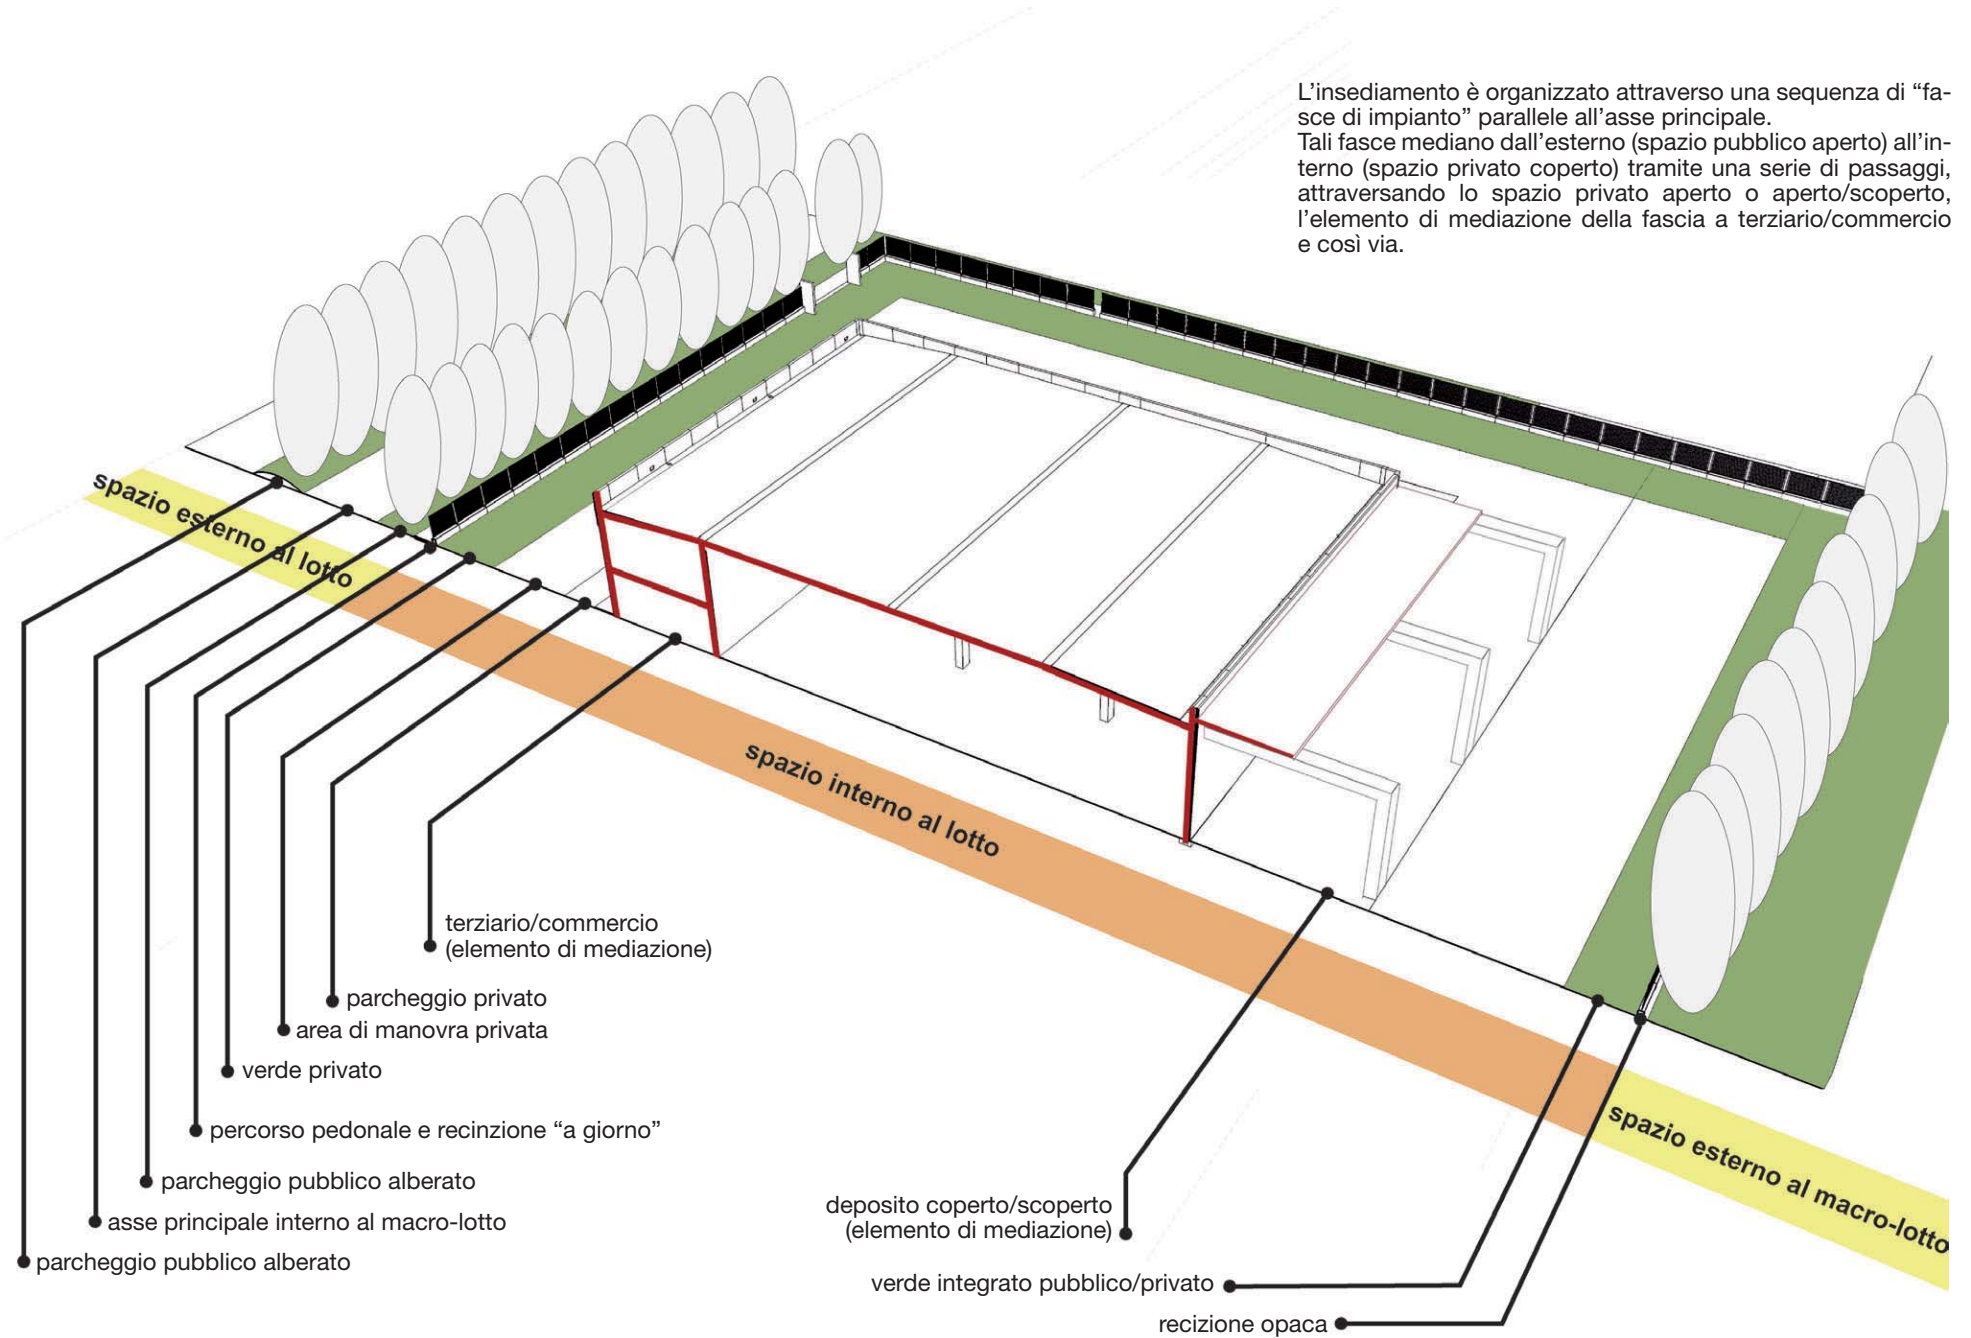 L’insediamento è organizzato attraverso una sequenza di “fa-
sce di impianto” parallele all’asse principale.
Tali fasce mediano dall’esterno (spazio pubblico aperto) all’in-
terno (spazio privato coperto) tramite una serie di passaggi,
attraversando lo spazio privato aperto o aperto/scoperto,
l’elemento di mediazione della fascia a terziario/commercio
e così via.
spazio esterno al lotto
spazio interno al lotto
spazio esterno al macro-lotto
terziario/commercio
(elemento di mediazione)
parcheggio privato
area di manovra privata
verde privato
percorso pedonale e recinzione “a giorno”
parcheggio pubblico alberato
asse principale interno al macro-lotto
parcheggio pubblico alberato
deposito coperto/scoperto
(elemento di mediazione)
verde integrato pubblico/privato
recizione opaca